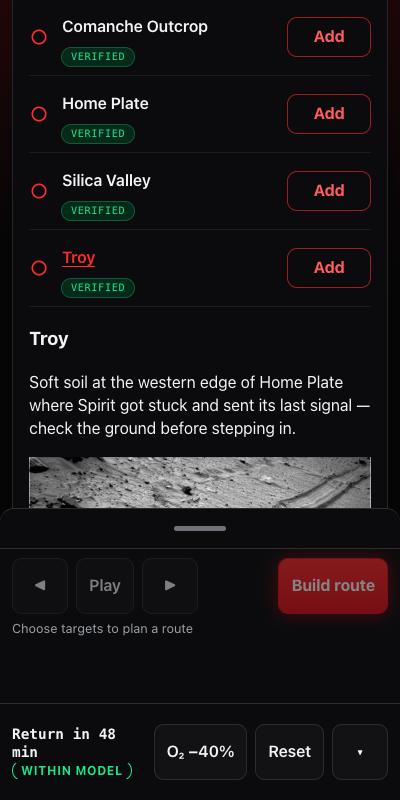 Comanche Outcrop
Add
VERIFIED
Home Plate
Add
VERIFIED
Silica Valley
Add
VERIFIED
Troy
Add
VERIFIED
Troy
Soft soil at the western edge of Home Plate
where Spirit got stuck and sent its last signal —
check the ground before stepping in.
◄ Play ► Build route
Choose targets to plan a route
Return in 48
min
( WITHIN MODEL )
O₂ −40% Reset ▾